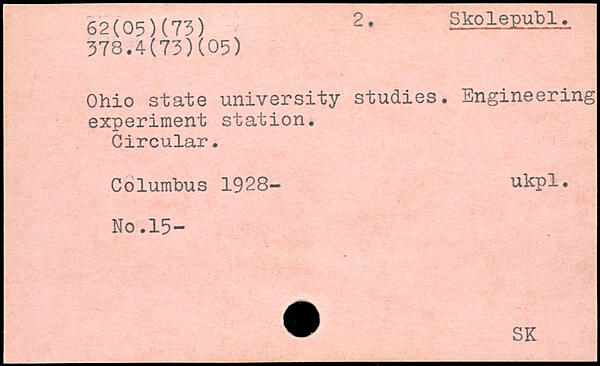 62(05)(73) 2. Skolepubl.
378.4(73)(05)
Ohio state university studies. Engineering
experiment station.
Circular.
Columbus 1928- ukpl.
No.15-
SK